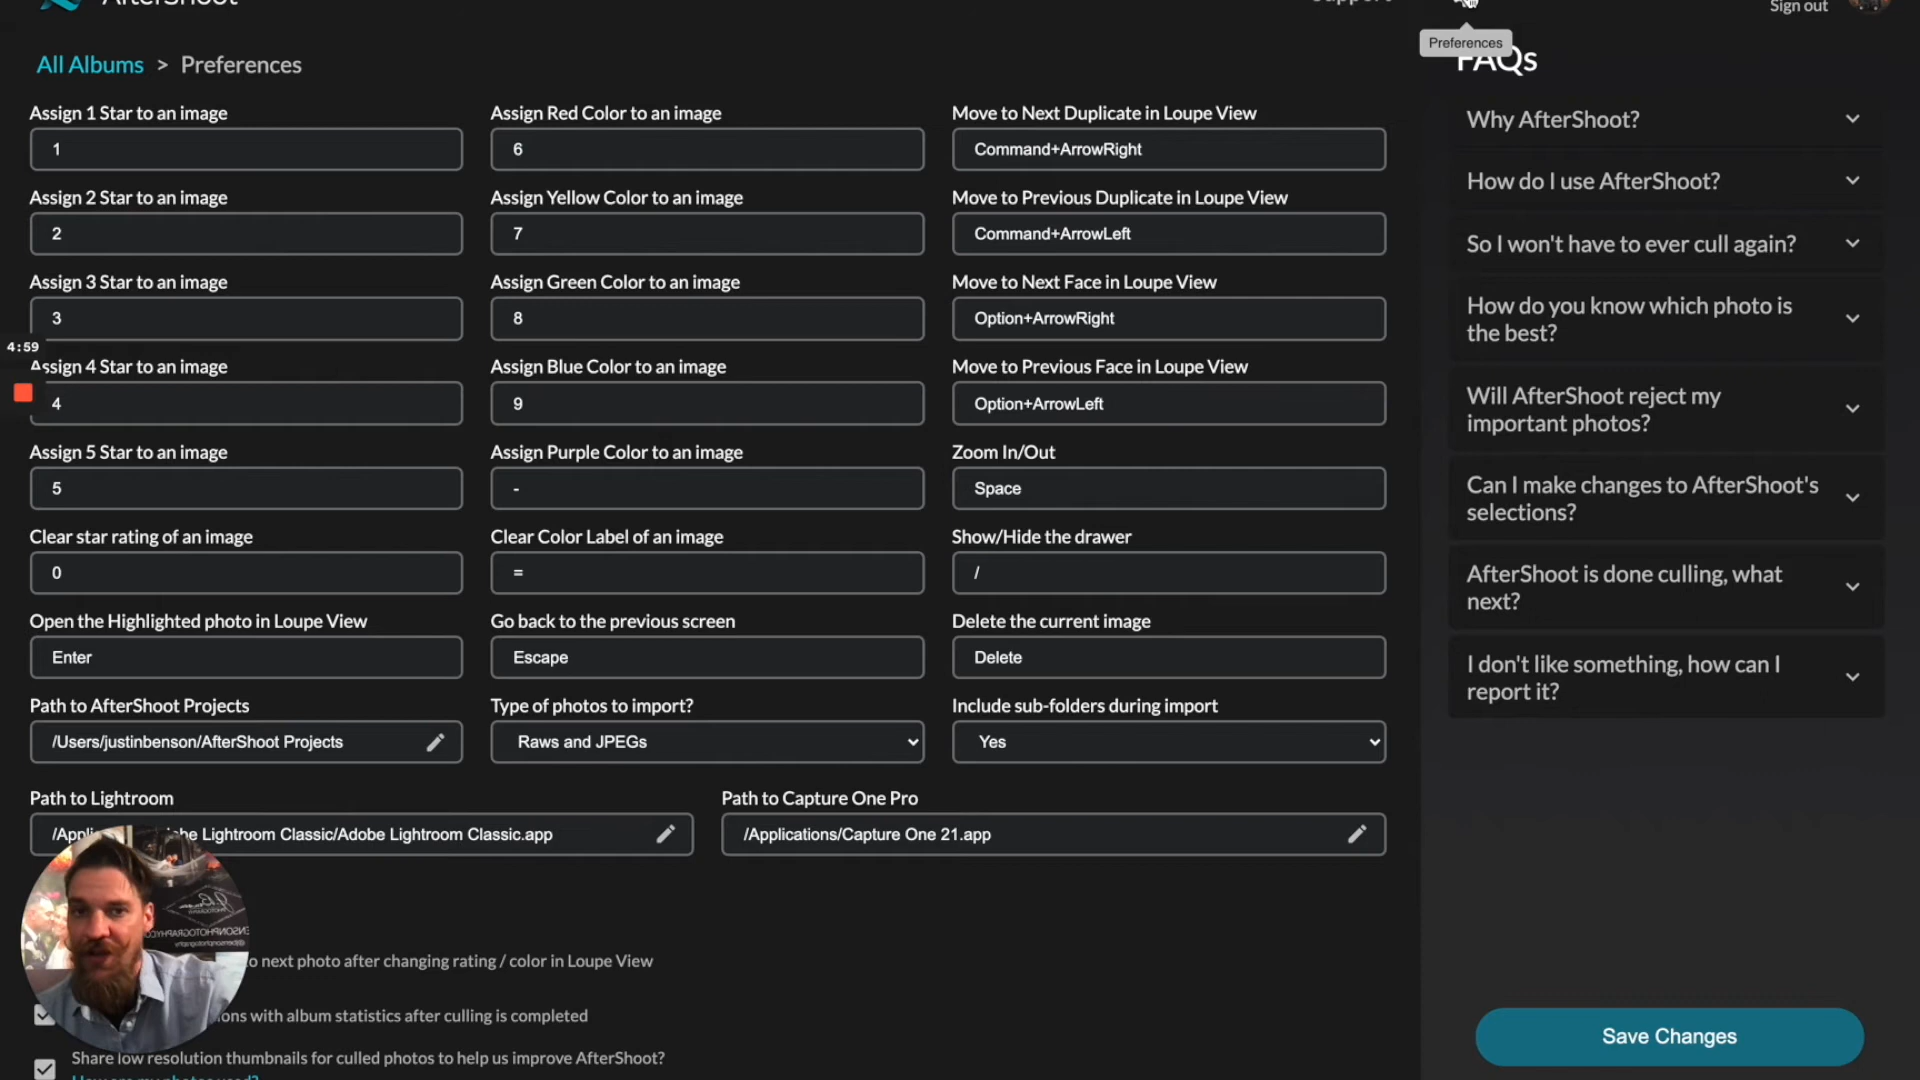 AfterShoot
Support
Sign out
Preferences
All Albums > Preferences
FAQs
Assign 1 Star to an image
1
Assign Red Color to an image
6
Move to Next Duplicate in Loupe View
Command+ArrowRight
Assign 2 Star to an image
2
Assign Yellow Color to an image
7
Move to Previous Duplicate in Loupe View
Command+ArrowLeft
Assign 3 Star to an image
3
Assign Green Color to an image
8
Move to Next Face in Loupe View
Option+ArrowRight
4:59
Assign 4 Star to an image
4
Assign Blue Color to an image
9
Move to Previous Face in Loupe View
Option+ArrowLeft
Assign 5 Star to an image
5
Assign Purple Color to an image
-
Zoom In/Out
Space
Clear star rating of an image
0
Clear Color Label of an image
=
Show/Hide the drawer
/
Open the Highlighted photo in Loupe View
Enter
Go back to the previous screen
Escape
Delete the current image
Delete
Path to AfterShoot Projects
/Users/justinbenson/AfterShoot Projects
Type of photos to import?
Raws and JPEGs
Include sub-folders during import
Yes
Path to Lightroom
/Appli be Lightroom Classic/Adobe Lightroom Classic.app
Path to Capture One Pro
/Applications/Capture One 21.app
o next photo after changing rating / color in Loupe View
ons with album statistics after culling is completed
Share low resolution thumbnails for culled photos to help us improve AfterShoot?
Why AfterShoot?
How do I use AfterShoot?
So I won't have to ever cull again?
How do you know which photo is
the best?
Will AfterShoot reject my
important photos?
Can I make changes to AfterShoot's
selections?
AfterShoot is done culling, what
next?
I don't like something, how can I
report it?
Save Changes